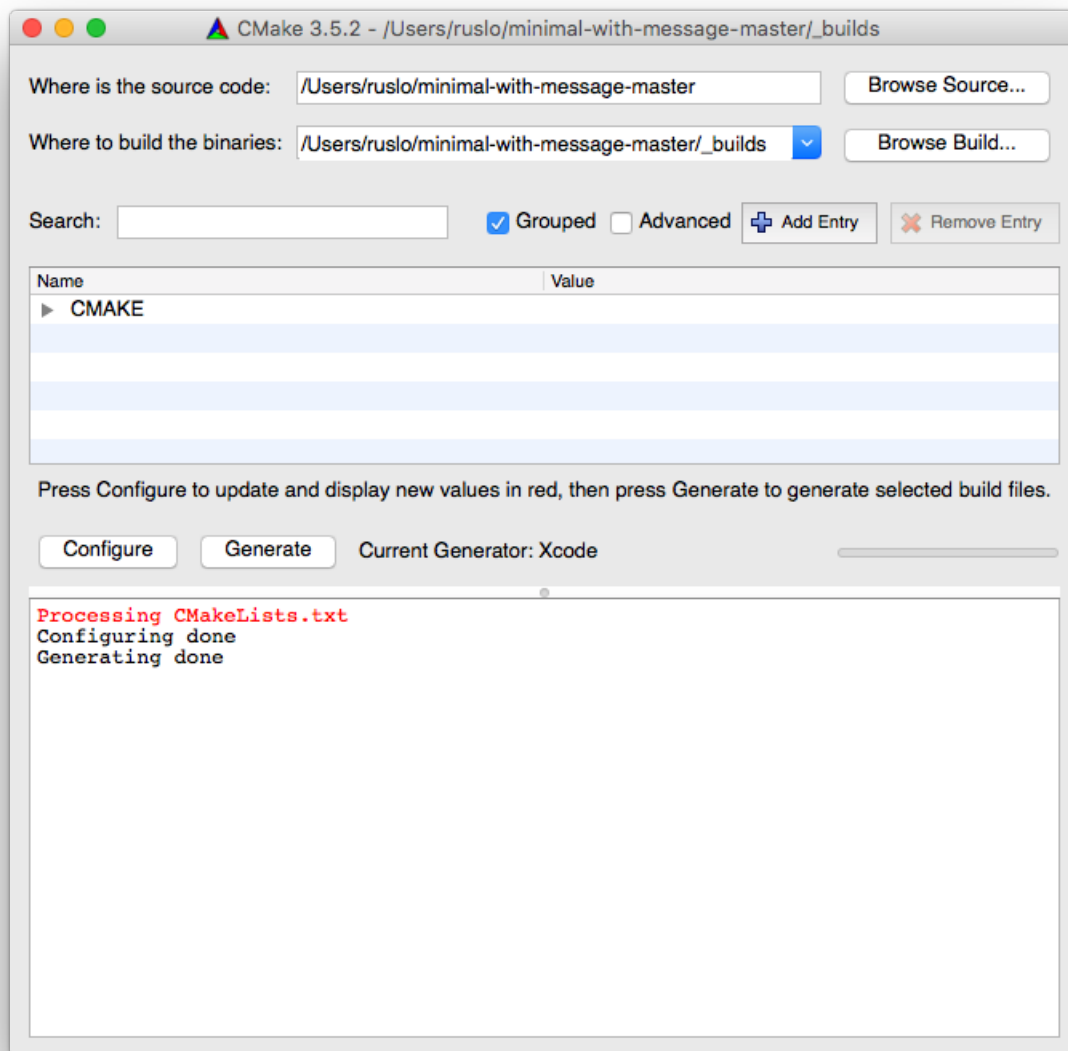 CMake 3.5.2 - /Users/ruslo/minimal-with-message-master/_builds
Where is the source code: /Users/ruslo/minimal-with-message-master Browse Source...
Where to build the binaries: /Users/ruslo/minimal-with-message-master/_builds Browse Build...
Search: Grouped Advanced Add Entry Remove Entry
Name Value
CMAKE
Press Configure to update and display new values in red, then press Generate to generate selected build files.
Configure Generate Current Generator: Xcode
Processing CMakeLists.txt
Configuring done
Generating done